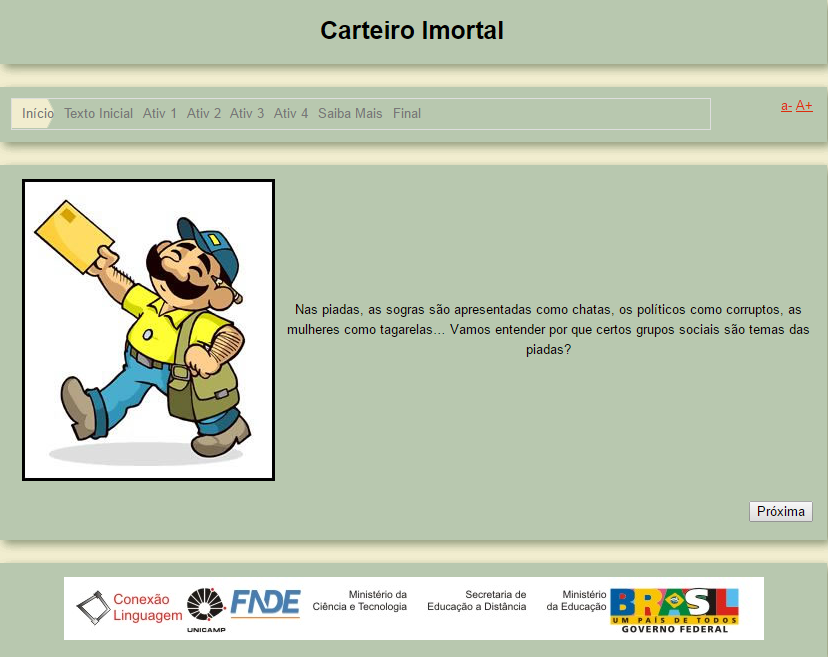 Carteiro Imortal
Início Texto Inicial Ativ 1 Ativ 2 Ativ 3 Ativ 4 Saiba Mais Final
a- A+
Nas piadas, as sogras são apresentadas como chatas, os políticos como corruptos, as
mulheres como tagarelas... Vamos entender por que certos grupos sociais são temas das
piadas?
Próxima
Conexão
Linguagem
UNICAMP
FNDE
Ministério da
Ciência e Tecnologia
Secretaria de
Educação a Distância
Ministério
da Educação
BRASIL
UM PAÍS DE TODOS
GOVERNO FEDERAL